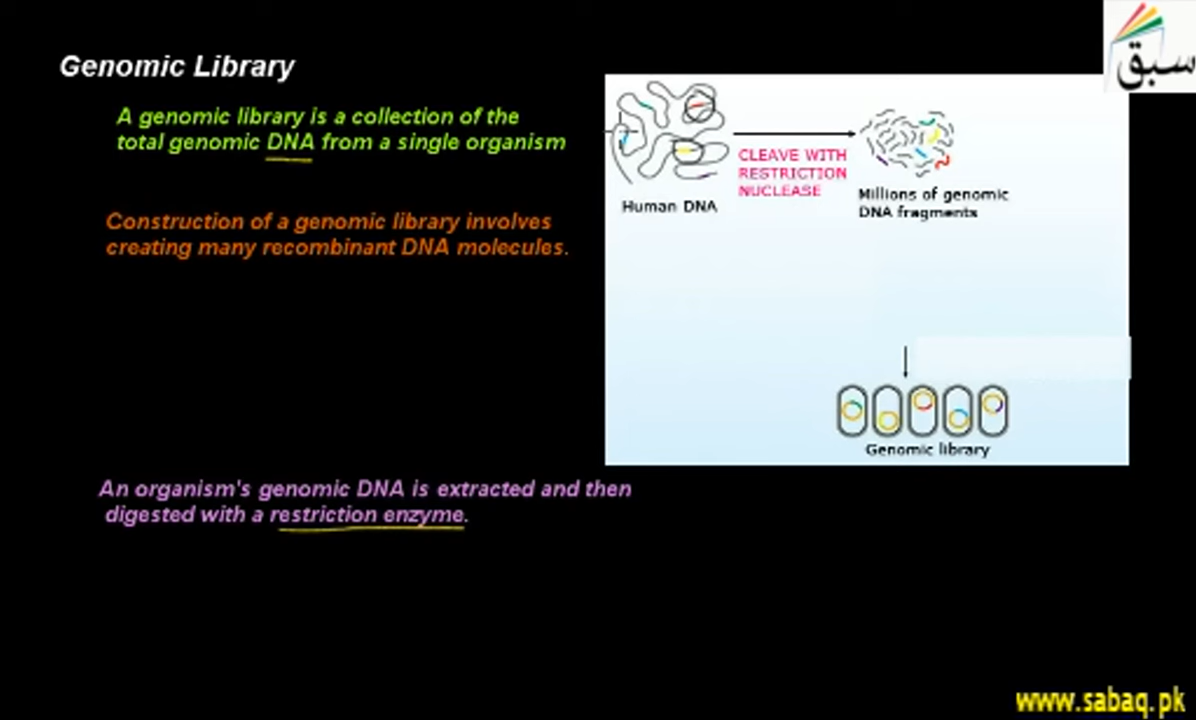 سبق
Genomic Library
A genomic library is a collection of the
total genomic DNA from a single organism
Construction of a genomic library involves
creating many recombinant DNA molecules.
CLEAVE WITH
RESTRICTION
NUCLEASE
Human DNA
Millions of genomic
DNA fragments
Genomic library
An organism's genomic DNA is extracted and then
digested with a restriction enzyme.
www.sabaq.pk